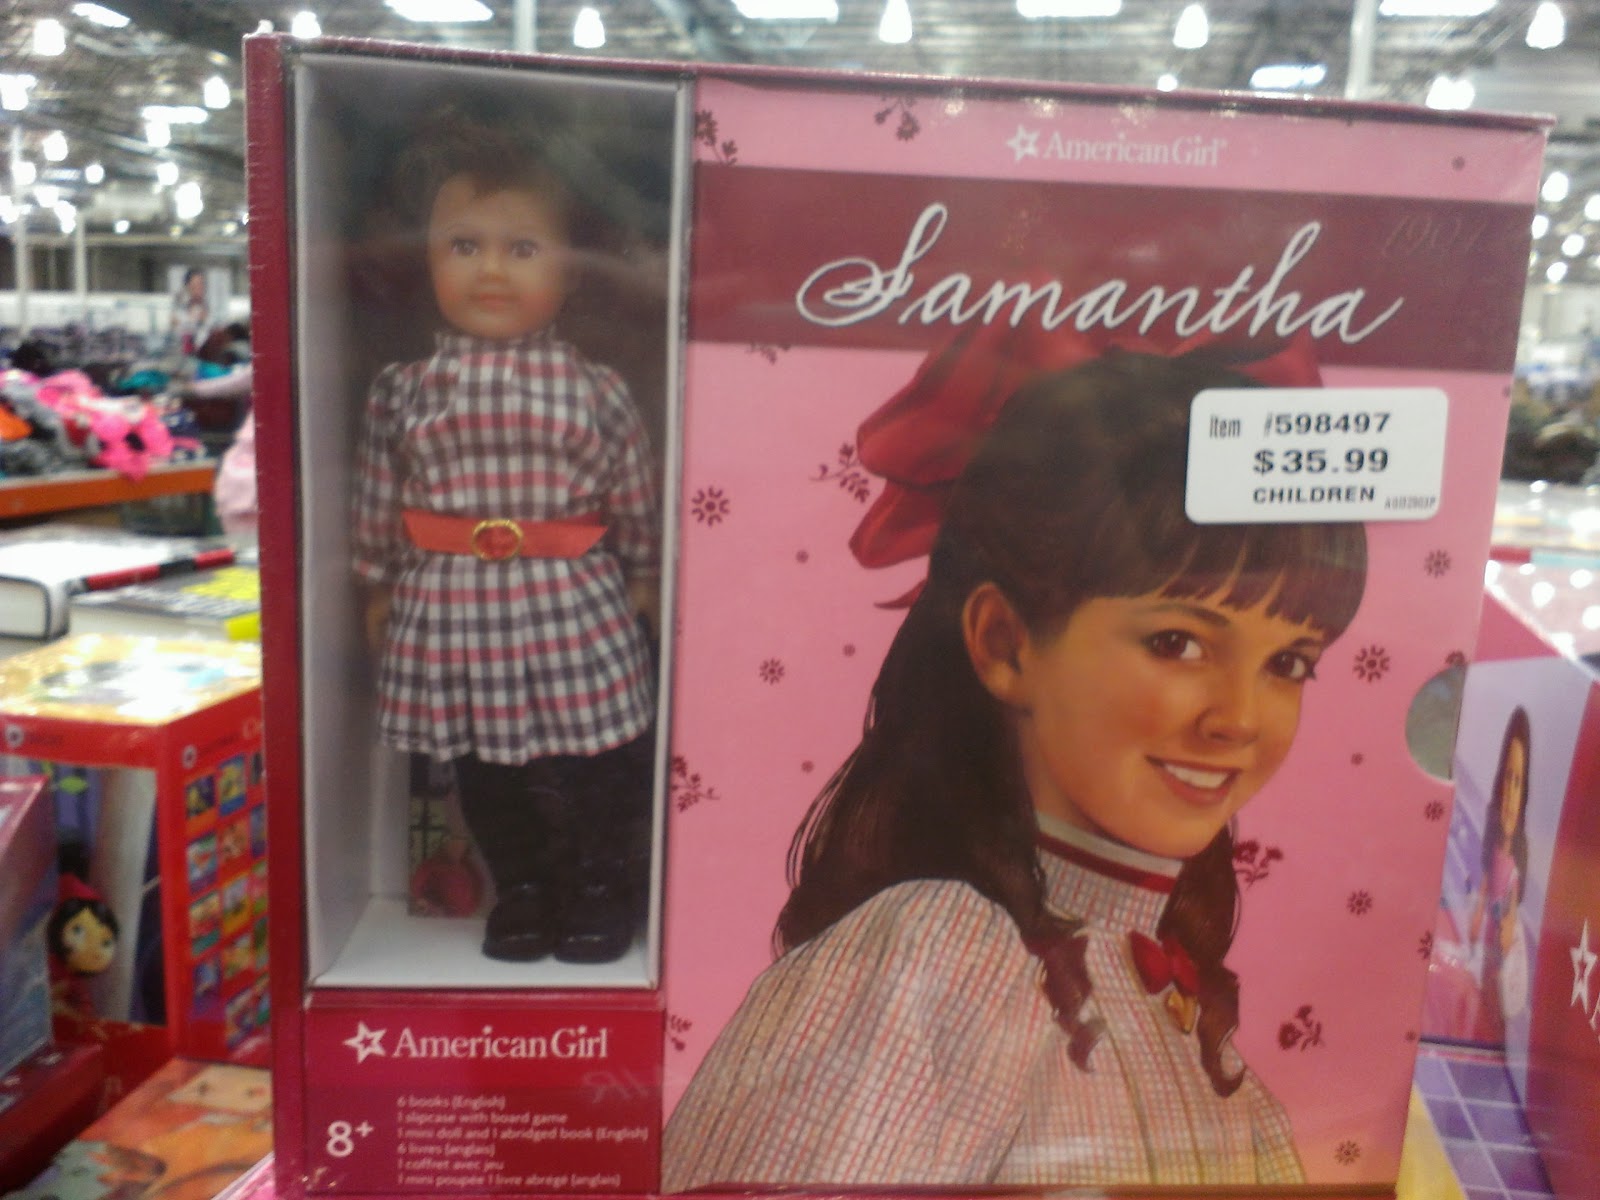 American Girl®
Samantha
1904
Item #598497
$35.99
CHILDREN
American Girl
8+
6 books (English)
1 slipcase with board game
1 mini doll and 1 abridged book (English)
6 livres (anglais)
1 coffret avec jeu
1 mini poupée 1 livre abrégé (anglais)